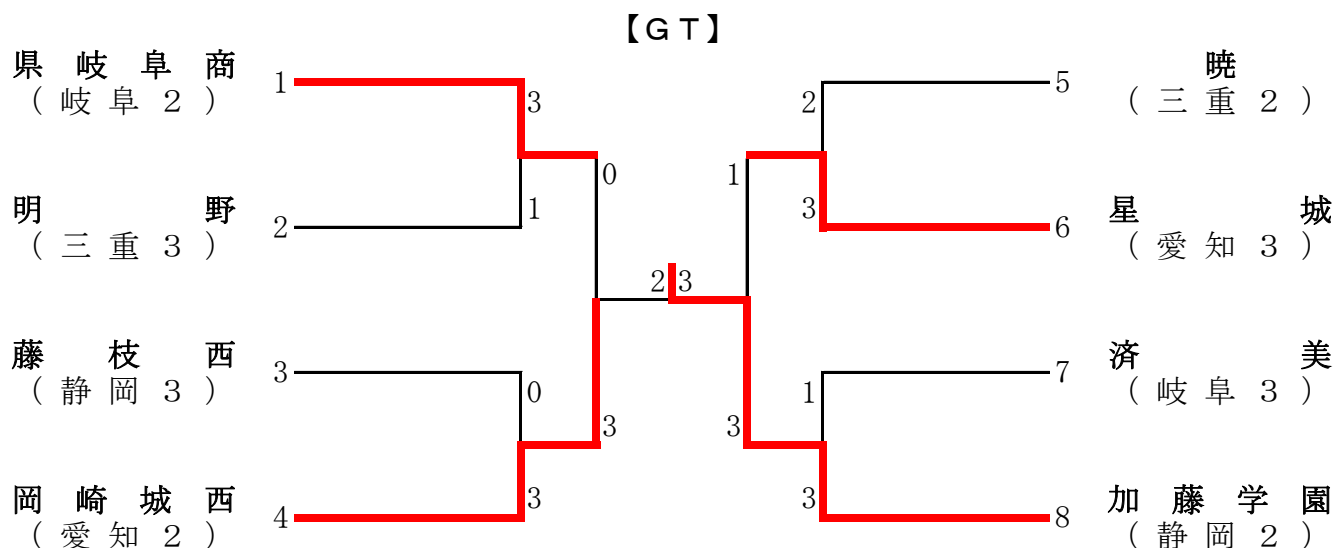 【ＧＴ】
県岐阜商
（岐阜２）
1
3
明野
（三重３）
2
1
0
藤枝西
（静岡３）
3
0
岡崎城西
（愛知２）
4
3
3
2
3
暁
（三重２）
5
2
星城
（愛知３）
6
3
1
済美
（岐阜３）
7
1
加藤学園
（静岡２）
8
3
3